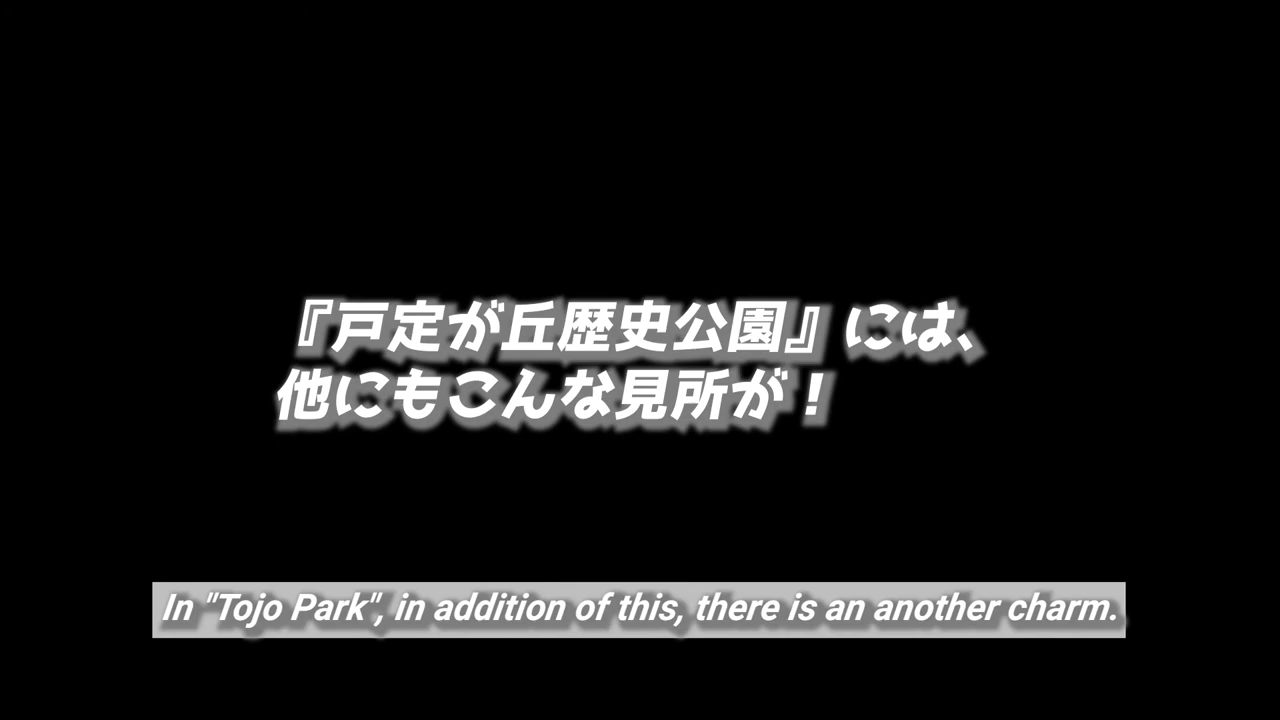 『戸定が丘歴史公園』には、
他にもこんな見所が！
In "Tojo Park", in addition of this, there is an another charm.